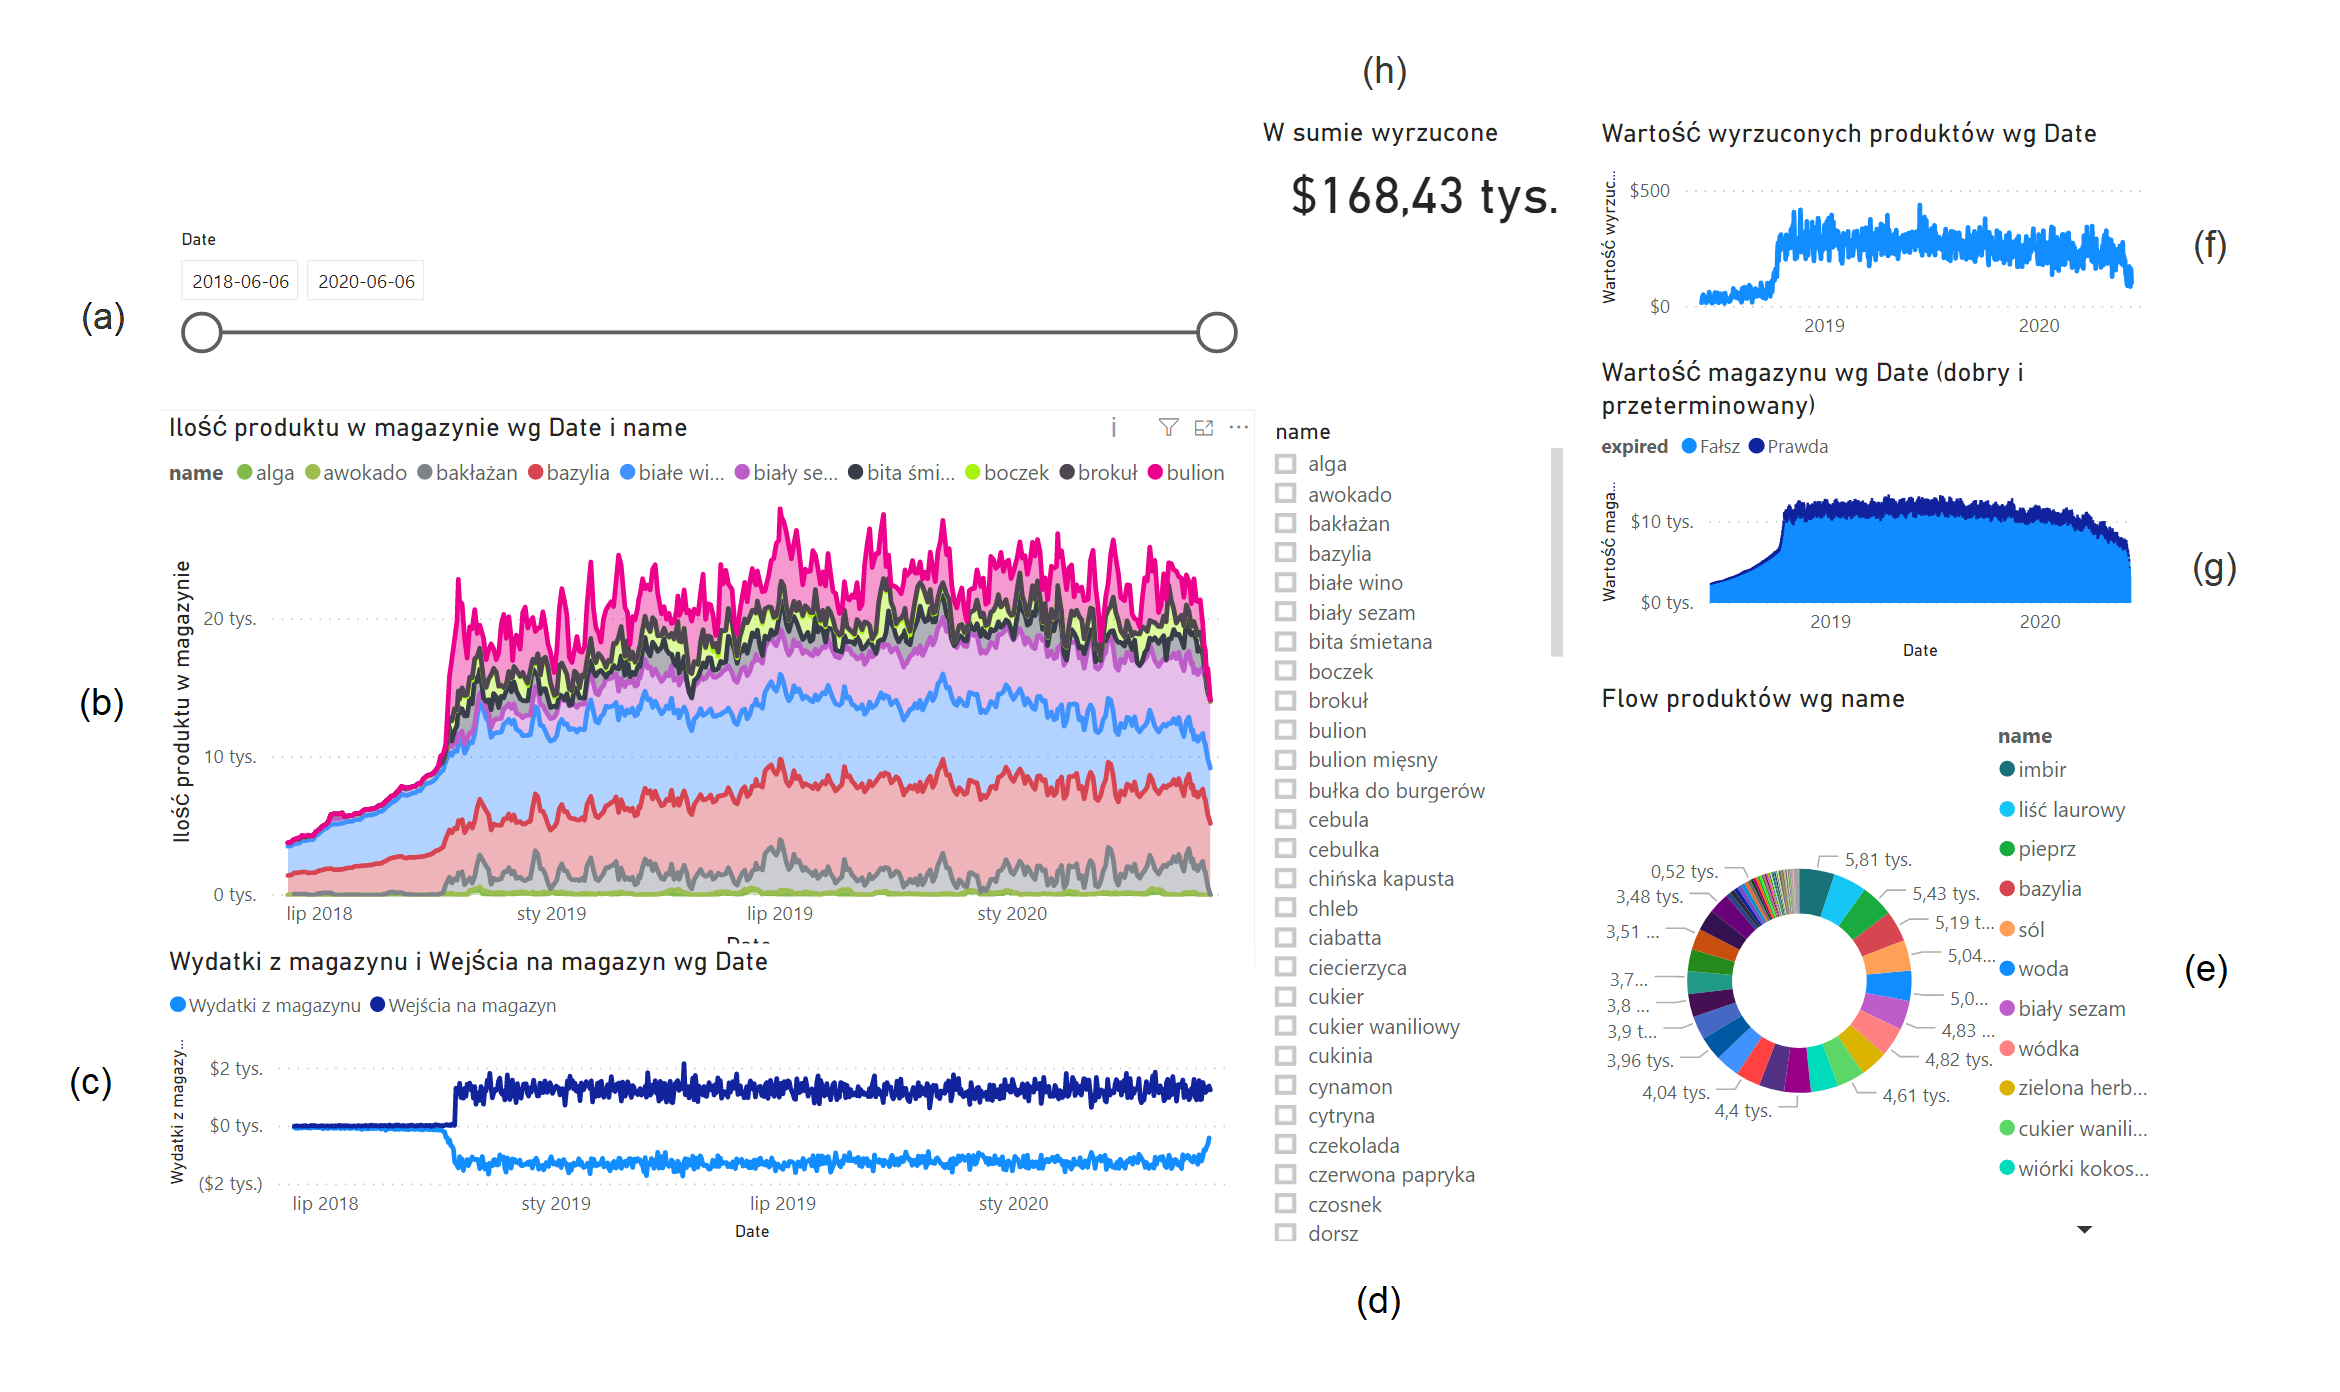 (h)
W sumie wyrzucone
$168,43 tys.
Date
2018-06-06
2020-06-06
(a)
Ilość produktu w magazynie wg Date i name
name
alga
awokado
bakłażan
bazylia
białe wi...
biały se...
bita śmi...
boczek
brokuł
bulion
Ilość produktu w magazynie
20 tys.
10 tys.
0 tys.
lip 2018
sty 2019
lip 2019
sty 2020
(b)
Wydatki z magazynu i Wejścia na magazyn wg Date
Wydatki z magazynu
Wejścia na magazyn
Wydatki z magazy...
$2 tys.
$0 tys.
($2 tys.)
lip 2018
sty 2019
lip 2019
sty 2020
Date
(c)
name
alga
awokado
bakłażan
bazylia
białe wino
biały sezam
bita śmietana
boczek
brokuł
bulion
bulion mięsny
bułka do burgerów
cebula
cebulka
chińska kapusta
chleb
ciabatta
ciecierzyca
cukier
cukier waniliowy
cukinia
cynamon
cytryna
czekolada
czerwona papryka
czosnek
dorsz
(d)
Wartość wyrzuconych produktów wg Date
Wartość wyrzuc...
$500
$0
2019
2020
(f)
Wartość magazynu wg Date (dobry i
przeterminowany)
expired
Fałsz
Prawda
Wartość maga...
$10 tys.
$0 tys.
2019
2020
Date
(g)
Flow produktów wg name
0,52 tys.
3,48 tys.
3,51 ...
3,7...
3,8 ...
3,9 t...
3,96 tys.
4,04 tys.
4,4 tys.
5,81 tys.
5,43 tys.
5,19 t...
5,04...
5,0...
4,83 ...
4,82 tys.
4,61 tys.
name
imbir
liść laurowy
pieprz
bazylia
sól
woda
biały sezam
wódka
zielona herb...
cukier wanili...
wiórki kokos...
(e)